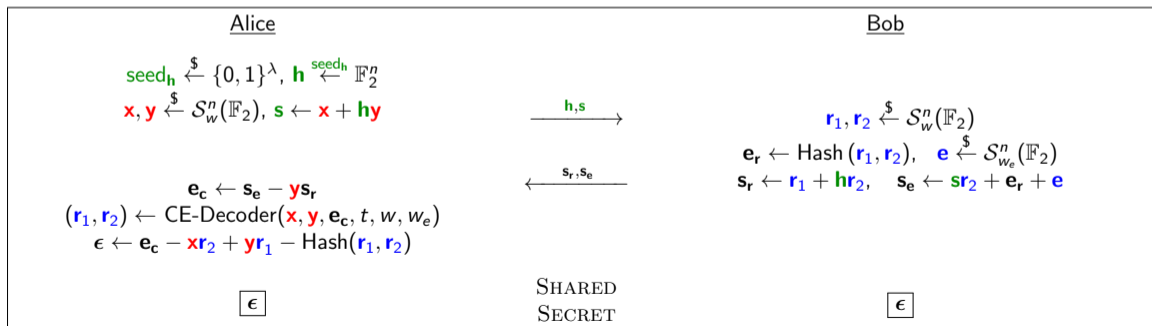 Alice
Bob
seed_h ←$ {0, 1}^λ, h ←seed_h 𝔽_2^n
x, y ←$ 𝒮_w^n(𝔽_2), s ← x + hy
h,s
r_1, r_2 ←$ 𝒮_w^n(𝔽_2)
e_r ← Hash (r_1, r_2), e ←$ 𝒮_{w_e}^n(𝔽_2)
s_r, s_e
e_c ← s_e − ys_r
s_r ← r_1 + hr_2, s_e ← sr_2 + e_r + e
(r_1, r_2) ← CE-Decoder(x, y, e_c, t, w, w_e)
ϵ ← e_c − xr_2 + yr_1 − Hash(r_1, r_2)
ϵ
SHARED
SECRET
ϵ